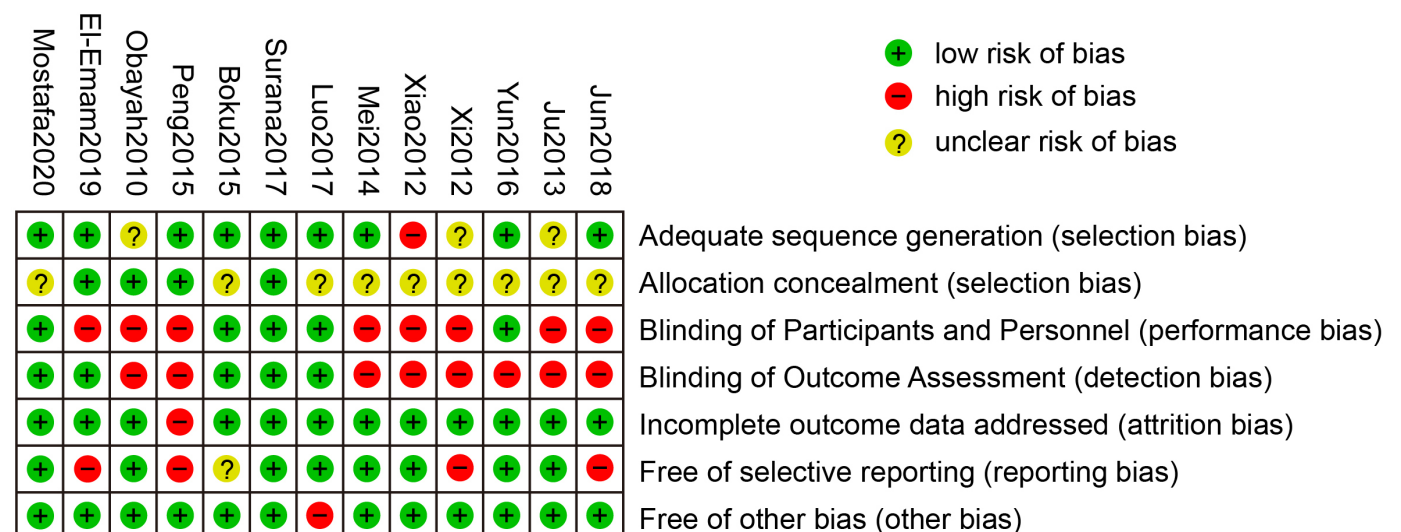 Mostafa2020
El-Emam2019
Obayah2010
Peng2015
Boku2015
Surana2017
Luo2017
Mei2014
Xiao2012
Xi2012
Yun2016
Ju2013
Jun2018
+ low risk of bias
− high risk of bias
? unclear risk of bias
+ + ? + + + + + − ? + ? + Adequate sequence generation (selection bias)
? + + + ? + ? ? ? ? ? ? ? Allocation concealment (selection bias)
+ − − − + + + − − − + − − Blinding of Participants and Personnel (performance bias)
+ + − − + + + − − − − − − Blinding of Outcome Assessment (detection bias)
+ + + − + + + + + + + + + Incomplete outcome data addressed (attrition bias)
+ − + − ? + + + + − + + − Free of selective reporting (reporting bias)
+ + + + + + − + + + + + + Free of other bias (other bias)